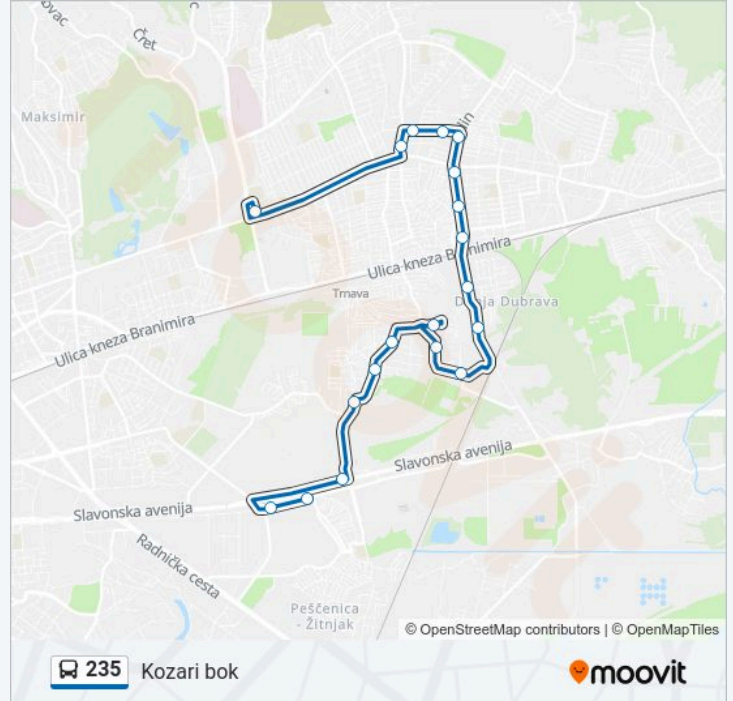 Čret
Maksimir
Ulica kneza Branimira
Trnava
Donja Dubrava
Ulica kneza Branimira
Slavonska avenija
Slavonska avenija
Radnička cesta
Peščenica
- Žitnjak
© OpenStreetMap contributors | © OpenMapTiles
235 Kozari bok
moovit